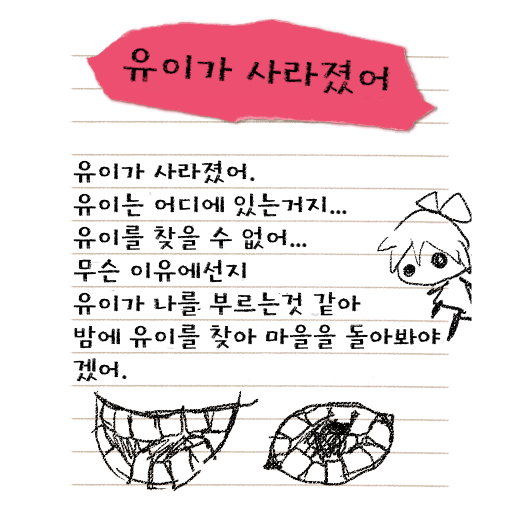 유이가 사라졌어
유이가 사라졌어.
유이는 어디에 있는거지...
유이를 찾을 수 없어...
무슨 이유에선지
유이가 나를 부르는것 같아
밤에 유이를 찾아 마을을 돌아봐야
겠어.